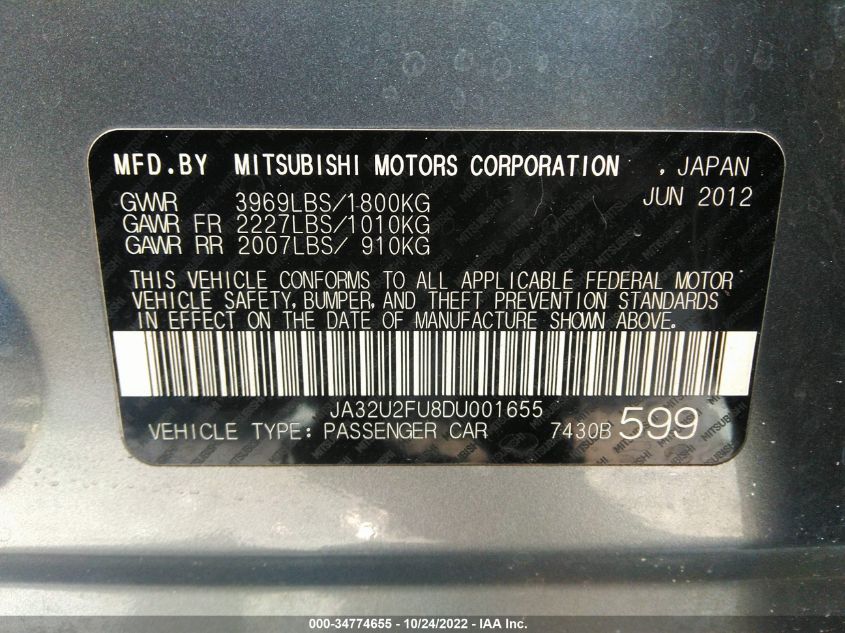 MFD.BY MITSUBISHI MOTORS CORPORATION , JAPAN
JUN 2012
GVWR 3969LBS/1800KG
GAWR FR 2227LBS/1010KG
GAWR RR 2007LBS/ 910KG
THIS VEHICLE CONFORMS TO ALL APPLICABLE FEDERAL MOTOR
VEHICLE SAFETY, BUMPER, AND THEFT PREVENTION STANDARDS
IN EFFECT ON THE DATE OF MANUFACTURE SHOWN ABOVE.
JA32U2FU8DU001655
VEHICLE TYPE: PASSENGER CAR 7430B 599
000-34774655 - 10/24/2022 - IAA Inc.